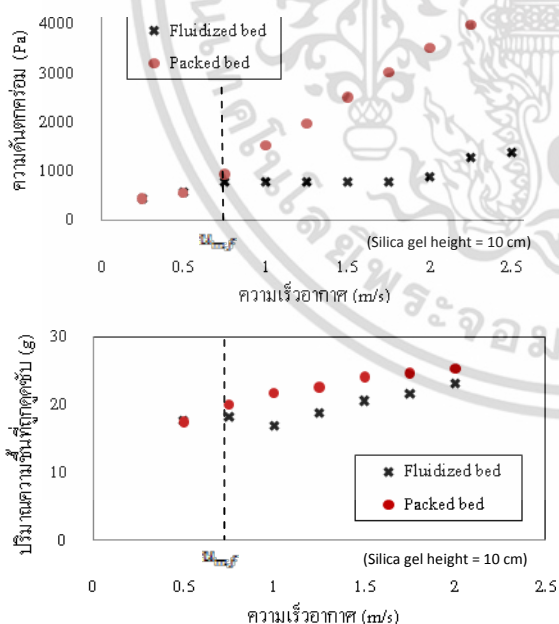 ความดันตกคร่อม (Pa)
4000
3000
2000
1000
0
Fluidized bed
Packed bed
u_mf
(Silica gel height = 10 cm)
0 0.5 1 1.5 2 2.5
ความเร็วอากาศ (m/s)
ปริมาณความชื้นที่ถูกดูดซับ (g)
30
20
10
0
Fluidized bed
Packed bed
u_mf
(Silica gel height = 10 cm)
0 0.5 1 1.5 2 2.5
ความเร็วอากาศ (m/s)